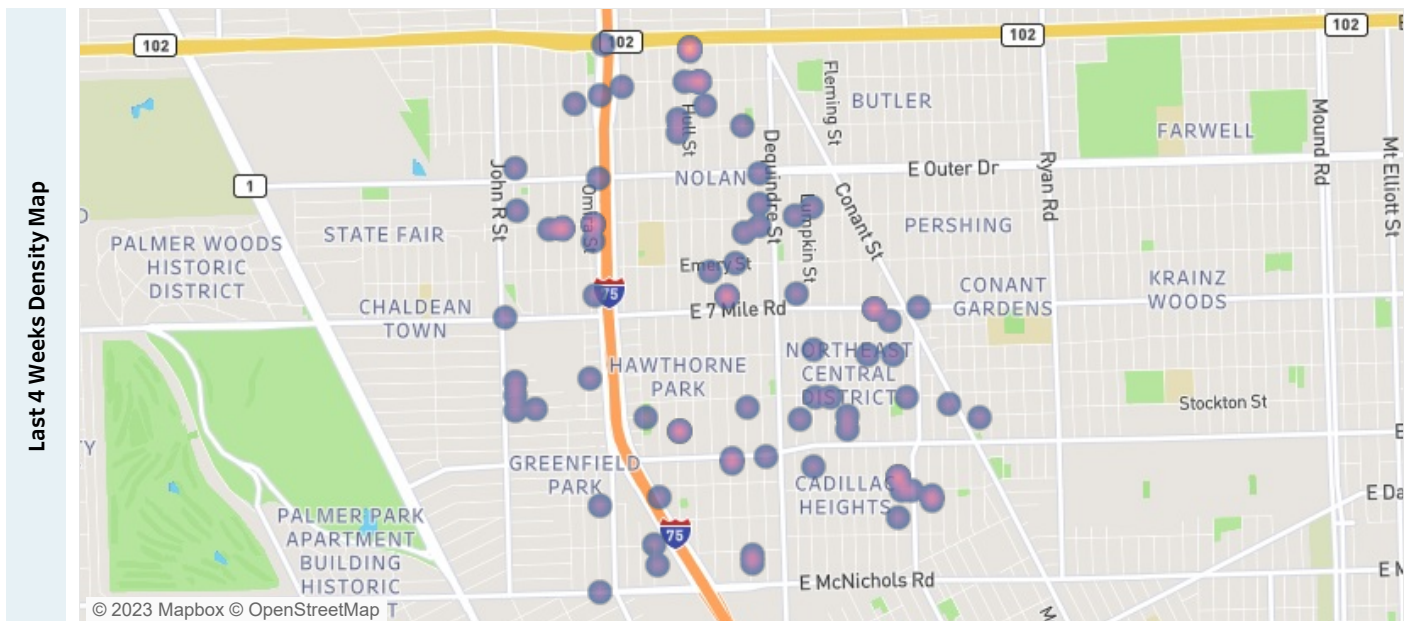 Last 4 Weeks Density Map
102
102
102
102
E
Fleming St
BUTLER
FARWELL
Hull St
Mound Rd
Mt Elliott St
John R St
Dequindre St
Ryan Rd
E Outer Dr
1
NOLAN
Omira St
Lumpkin St
Conant St
PERSHING
PALMER WOODS
HISTORIC
DISTRICT
STATE FAIR
Emery St
CONANT
GARDENS
KRAINZ
WOODS
75
CHALDEAN
TOWN
E 7 Mile Rd
HAWTHORNE
PARK
NORTHEAST
CENTRAL
DISTRICT
Stockton St
Y
E
GREENFIELD
PARK
CADILLAC
HEIGHTS
E Da
PALMER PARK
APARTMENT
BUILDING
HISTORIC
T
75
E McNichols Rd
E M
M
© 2023 Mapbox © OpenStreetMap